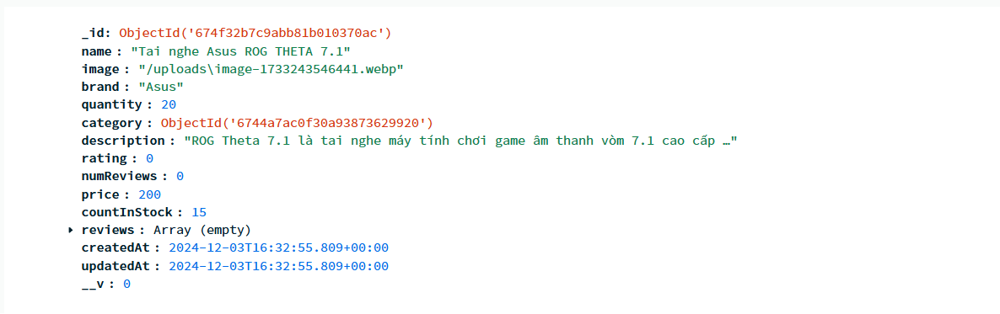 _id: ObjectId('674f32b7c9abb81b010370ac')
name : "Tai nghe Asus ROG THETA 7.1"
image : "/uploads\image-1733243546441.webp"
brand : "Asus"
quantity : 20
category : ObjectId('6744a7ac0f30a93873629920')
description : "ROG Theta 7.1 là tai nghe máy tính chơi game âm thanh vòm 7.1 cao cấp …"
rating : 0
numReviews : 0
price : 200
countInStock : 15
reviews : Array (empty)
createdAt : 2024-12-03T16:32:55.809+00:00
updatedAt : 2024-12-03T16:32:55.809+00:00
__v : 0